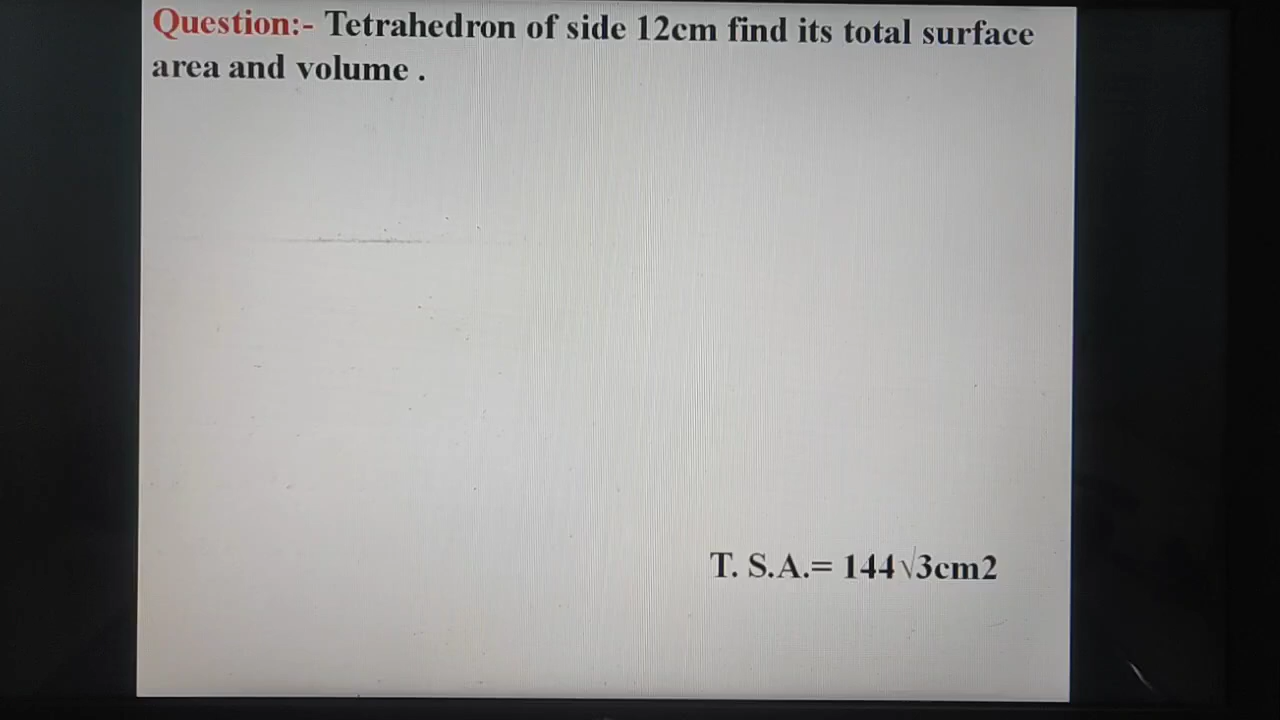 Question:- Tetrahedron of side 12cm find its total surface
area and volume .
T. S.A.= 144√3cm2